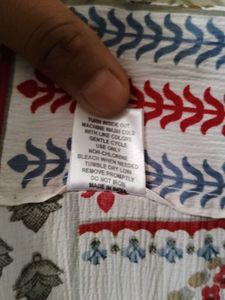 TURN INSIDE OUT
MACHINE WASH COLD
WITH LIKE COLORS
GENTLE CYCLE
USE ONLY
NON-CHLORINE
BLEACH WHEN NEEDED
TUMBLE DRY LOW
REMOVE PROMPTLY
DO NOT IRON
MADE IN INDIA